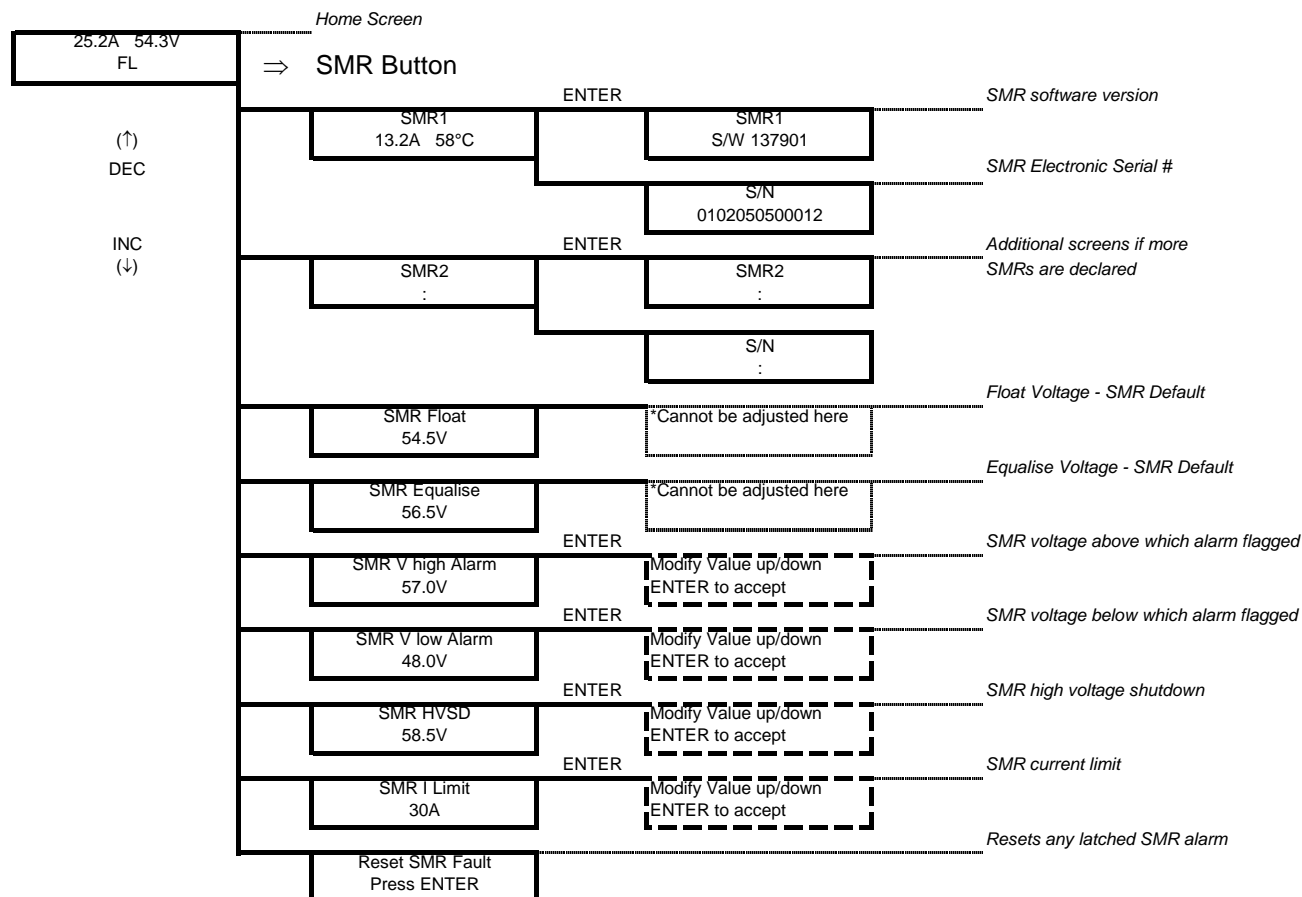 Home Screen
25.2A 54.3V
FL
⇒ SMR Button
ENTER
SMR software version
SMR1
13.2A 58°C
SMR1
S/W 137901
(↑)
DEC
SMR Electronic Serial #
S/N
0102050500012
INC
(↓)
ENTER
Additional screens if more
SMRs are declared
SMR2
:
SMR2
:
S/N
:
Float Voltage - SMR Default
SMR Float
54.5V
*Cannot be adjusted here
Equalise Voltage - SMR Default
SMR Equalise
56.5V
*Cannot be adjusted here
ENTER
SMR voltage above which alarm flagged
SMR V high Alarm
57.0V
Modify Value up/down
ENTER to accept
ENTER
SMR voltage below which alarm flagged
SMR V low Alarm
48.0V
Modify Value up/down
ENTER to accept
ENTER
SMR high voltage shutdown
SMR HVSD
58.5V
Modify Value up/down
ENTER to accept
ENTER
SMR current limit
SMR I Limit
30A
Modify Value up/down
ENTER to accept
Resets any latched SMR alarm
Reset SMR Fault
Press ENTER